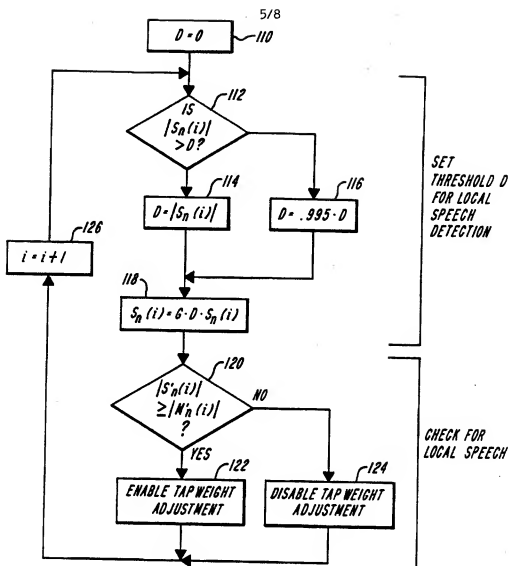 5/8
D=0
110
IS
|Sn(i)|
>D?
112
D=|Sn(i)|
114
D=.995·D
116
SET
THRESHOLD D
FOR LOCAL
SPEECH
DETECTION
i=i+1
126
118
Sn(i)=G·D·Sn(i)
|S'n(i)|
≥|N'n(i)|
?
120
NO
YES
ENABLE TAP WEIGHT
ADJUSTMENT
122
DISABLE TAP WEIGHT
ADJUSTMENT
124
CHECK FOR
LOCAL SPEECH